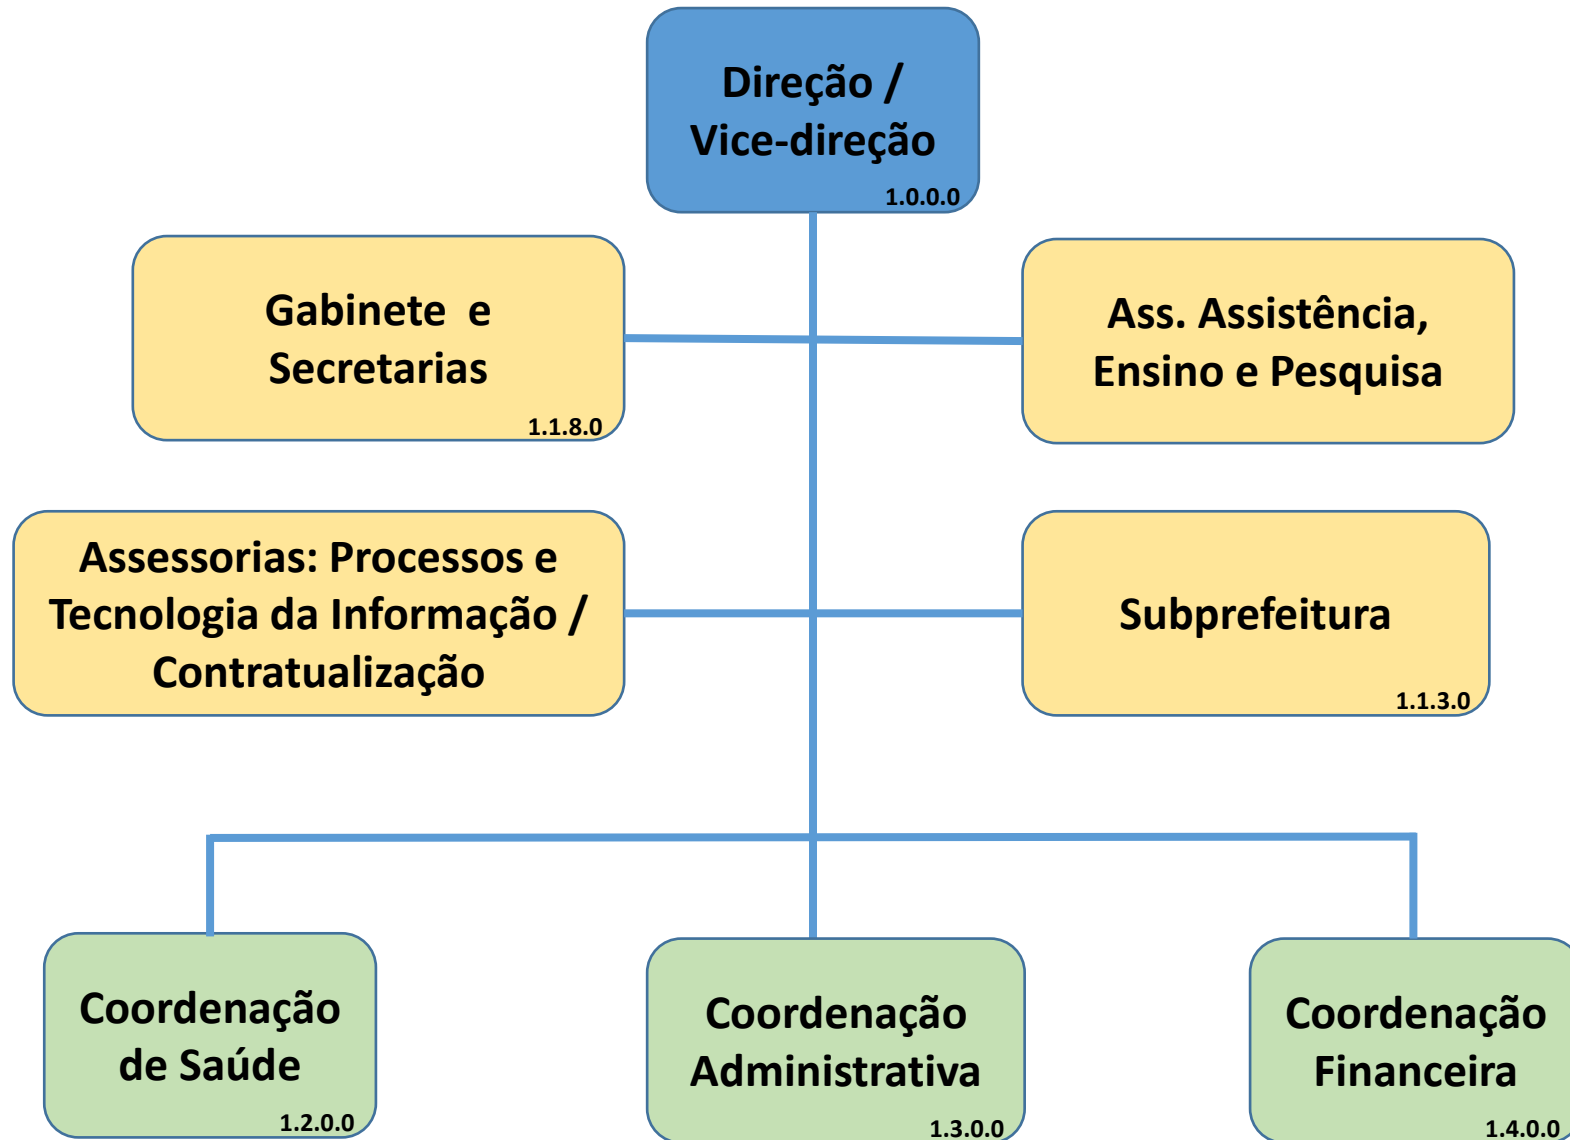 Direção /
Vice-direção
1.0.0.0
Gabinete e
Secretarias
1.1.8.0
Ass. Assistência,
Ensino e Pesquisa
Assessorias: Processos e
Tecnologia da Informação /
Contratualização
Subprefeitura
1.1.3.0
Coordenação
de Saúde
1.2.0.0
Coordenação
Administrativa
1.3.0.0
Coordenação
Financeira
1.4.0.0